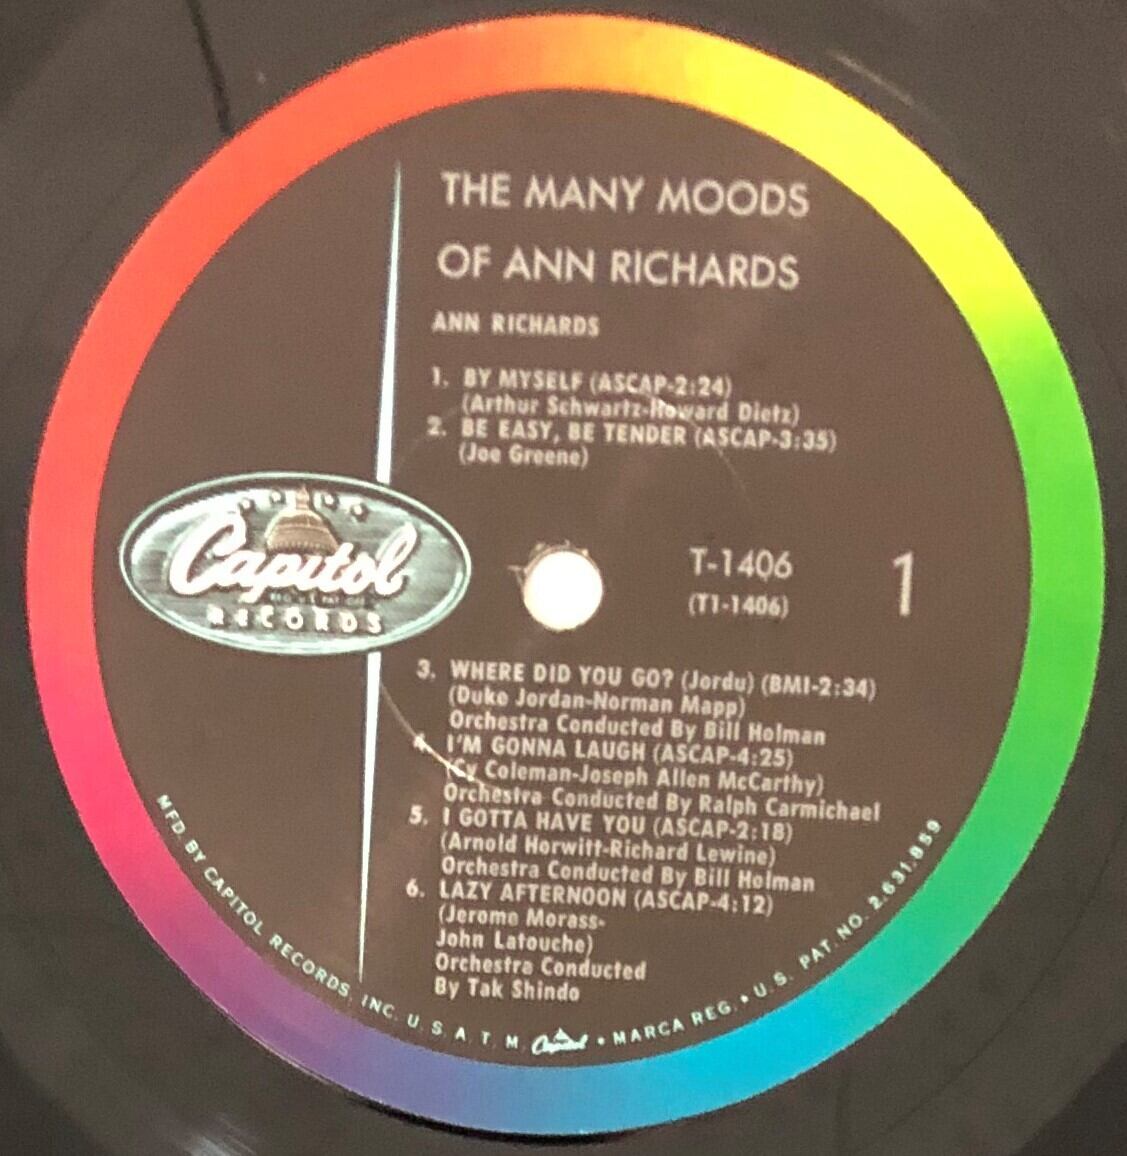 THE MANY MOODS
OF ANN RICHARDS
ANN RICHARDS
1. BY MYSELF (ASCAP-2:24)
(Arthur Schwartz-Howard Dietz)
2. BE EASY, BE TENDER (ASCAP-3:35)
(Joe Greene)
Capitol
RECORDS
T-1406
(T1-1406)
1
3. WHERE DID YOU GO? (Jordu) (BMI-2:34)
(Duke Jordan-Norman Mapp)
Orchestra Conducted By Bill Holman
4. I'M GONNA LAUGH (ASCAP-4:25)
(Cy Coleman-Joseph Allen McCarthy)
Orchestra Conducted By Ralph Carmichael
5. I GOTTA HAVE YOU (ASCAP-2:18)
(Arnold Horwitt-Richard Lewine)
Orchestra Conducted By Bill Holman
6. LAZY AFTERNOON (ASCAP-4:12)
(Jerome Morass-
John Latouche)
Orchestra Conducted
By Tak Shindo
MFD. BY CAPITOL RECORDS, INC. U. S. A. T. M. Capitol • MARCA REG. • U.S. PAT. NO. 2,631,859